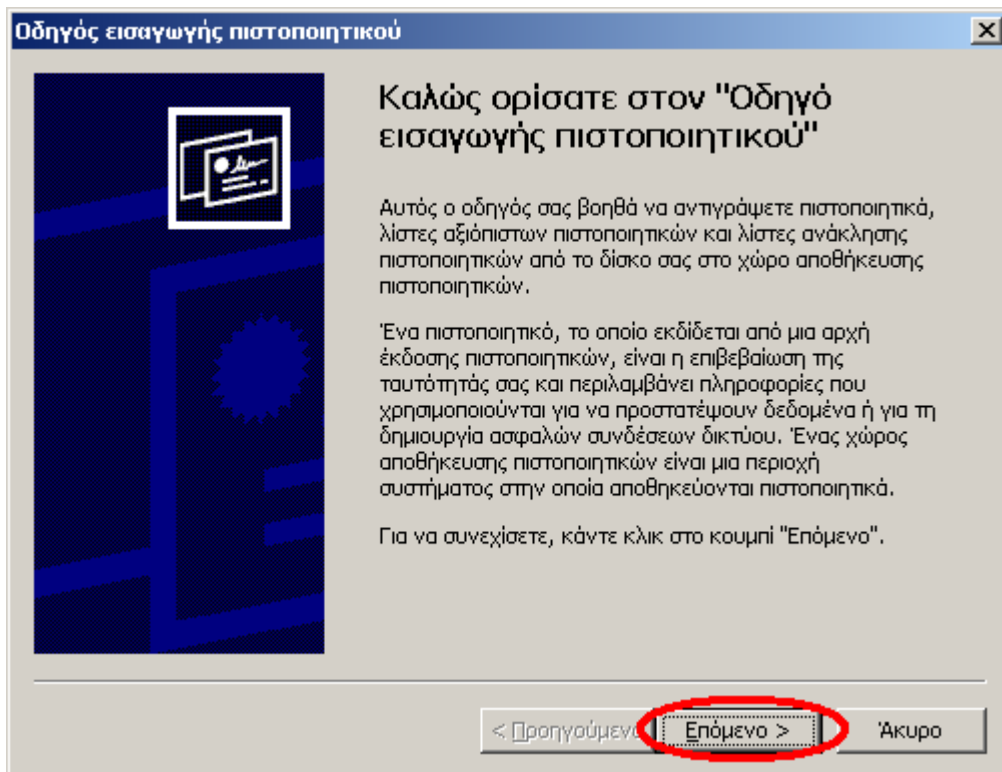 Οδηγός εισαγωγής πιστοποιητικού
Καλώς ορίσατε στον "Οδηγό
εισαγωγής πιστοποιητικού"
Αυτός ο οδηγός σας βοηθά να αντιγράψετε πιστοποιητικά,
λίστες αξιόπιστων πιστοποιητικών και λίστες ανάκλησης
πιστοποιητικών από το δίσκο σας στο χώρο αποθήκευσης
πιστοποιητικών.
Ένα πιστοποιητικό, το οποίο εκδίδεται από μια αρχή
έκδοσης πιστοποιητικών, είναι η επιβεβαίωση της
ταυτότητάς σας και περιλαμβάνει πληροφορίες που
χρησιμοποιούνται για να προστατέψουν δεδομένα ή για τη
δημιουργία ασφαλών συνδέσεων δικτύου. Ένας χώρος
αποθήκευσης πιστοποιητικών είναι μια περιοχή
συστήματος στην οποία αποθηκεύονται πιστοποιητικά.
Για να συνεχίσετε, κάντε κλικ στο κουμπί "Επόμενο".
< Προηγούμενο Επόμενο > Άκυρο